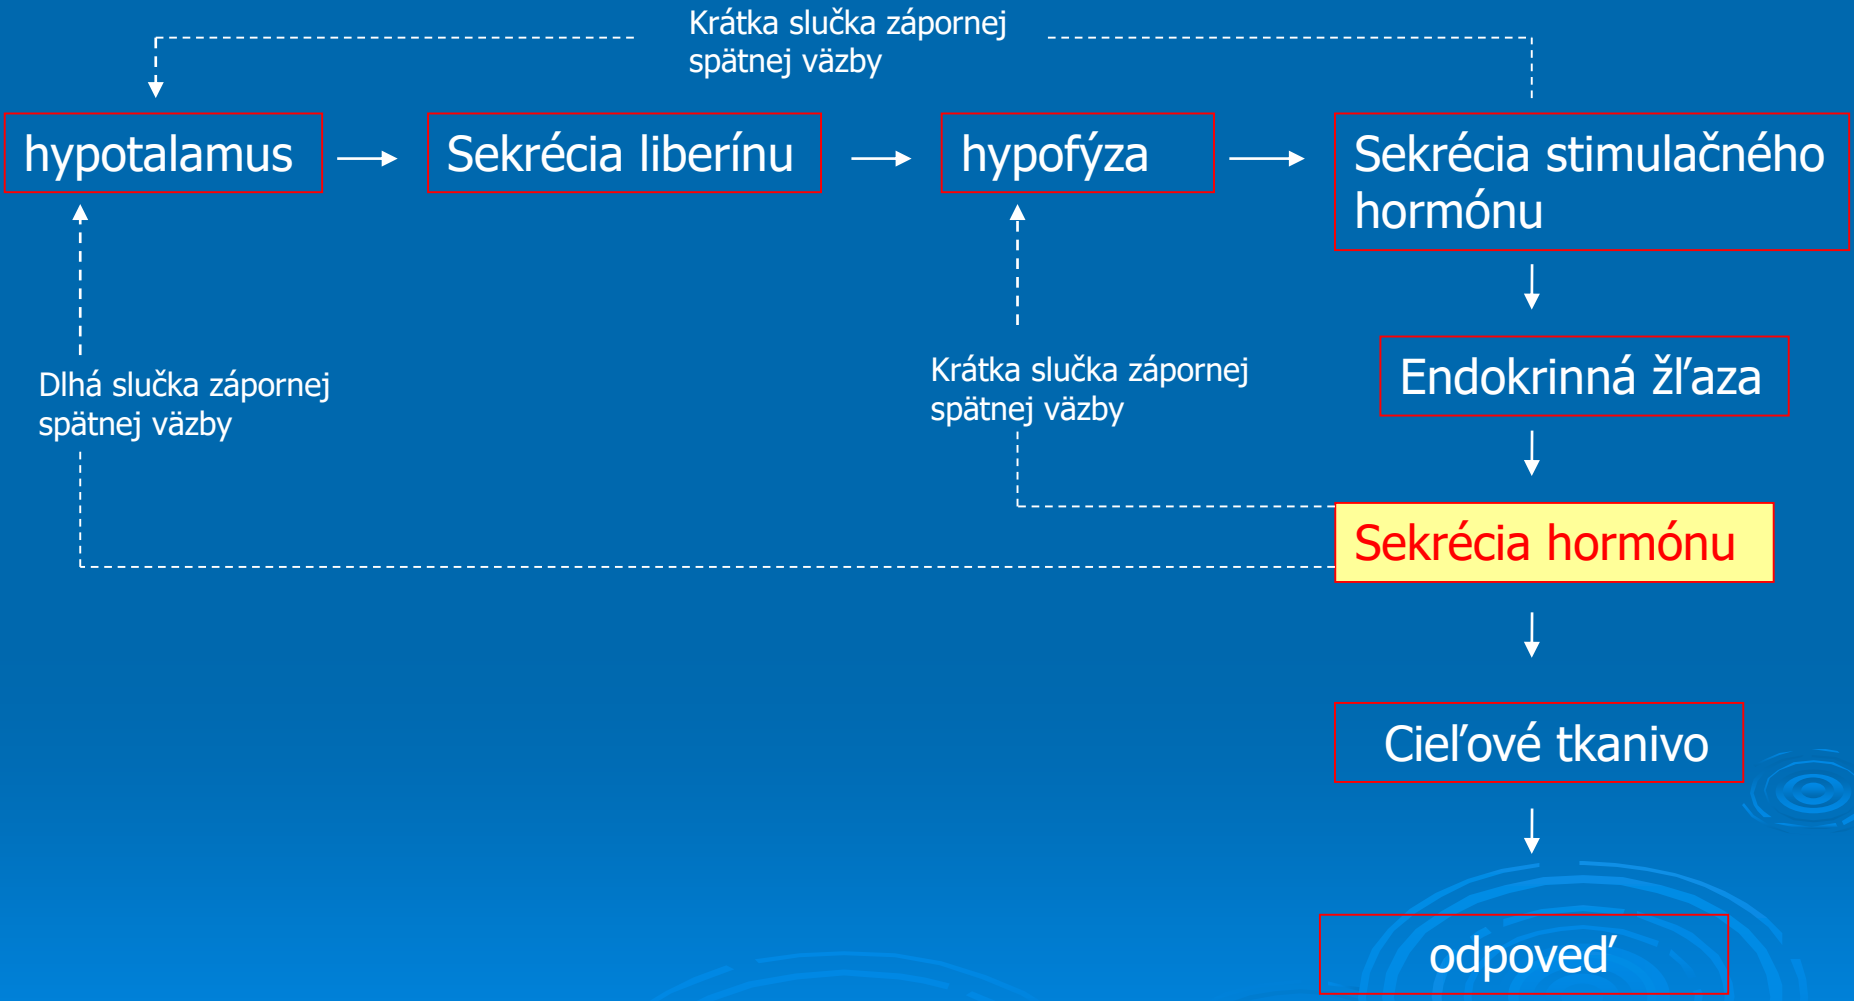 Krátka slučka zápornej
spätnej väzby
hypotalamus
Sekrécia liberínu
hypofýza
Sekrécia stimulačného
hormónu
Dlhá slučka zápornej
spätnej väzby
Krátka slučka zápornej
spätnej väzby
Endokrinná žľaza
Sekrécia hormónu
Cieľové tkanivo
odpoveď